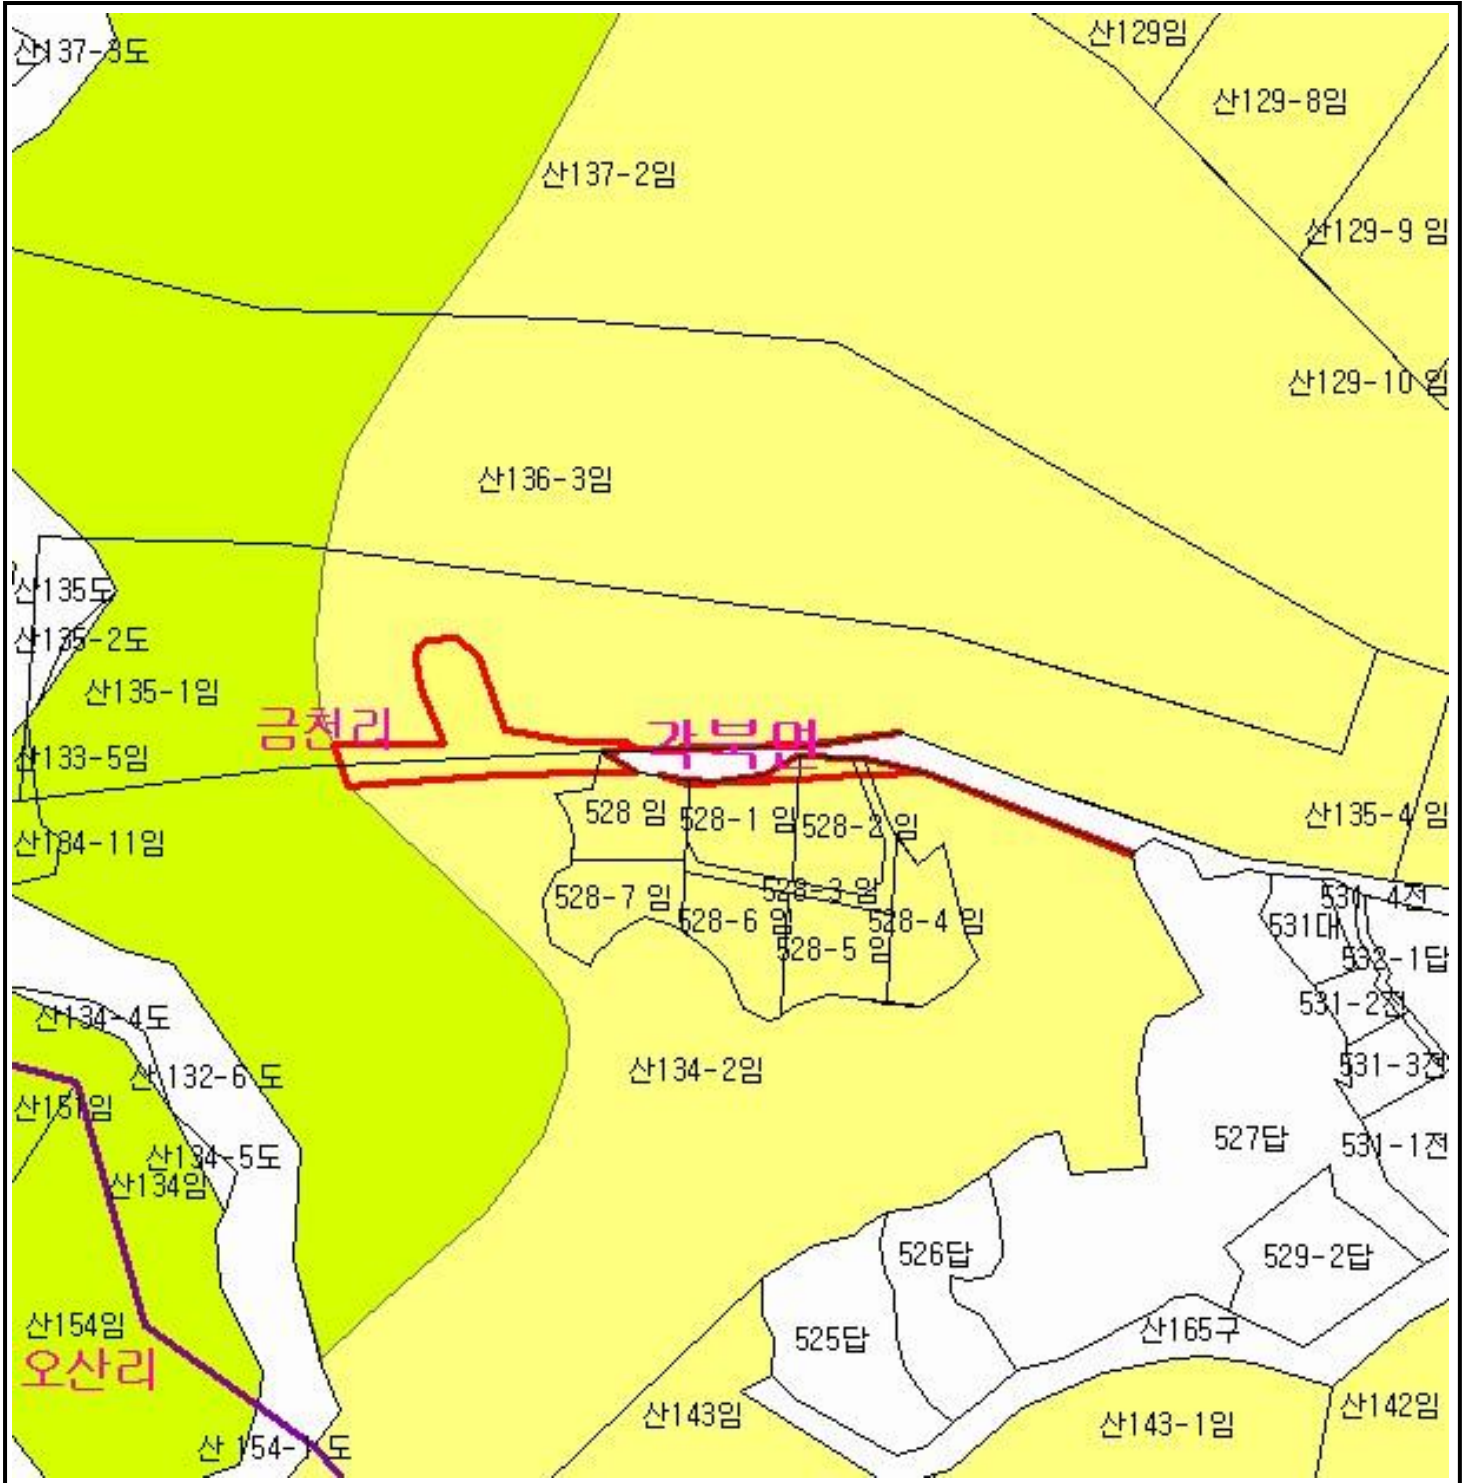 산129임
산137-3도
산129-8임
산137-2임
산129-9 임
산129-10 임
산136-3임
산135도
산135-2도
산135-1임
금천리
각북면
산133-5임
528 임
528-1 임
528-2 임
산135-4 임
산184-11임
528-3 임
528-7 임
531-4전
528-6 임
528-4 임
531대
528-5 임
532-1답
531-2전
산134-4도
산134-2임
531-3전
산 132-6 도
산151임
527답
531-1전
산134-5도
산134임
526답
529-2답
산154임
525답
산165구
오산리
산143임
산143-1임
산142임
산 154-1 도